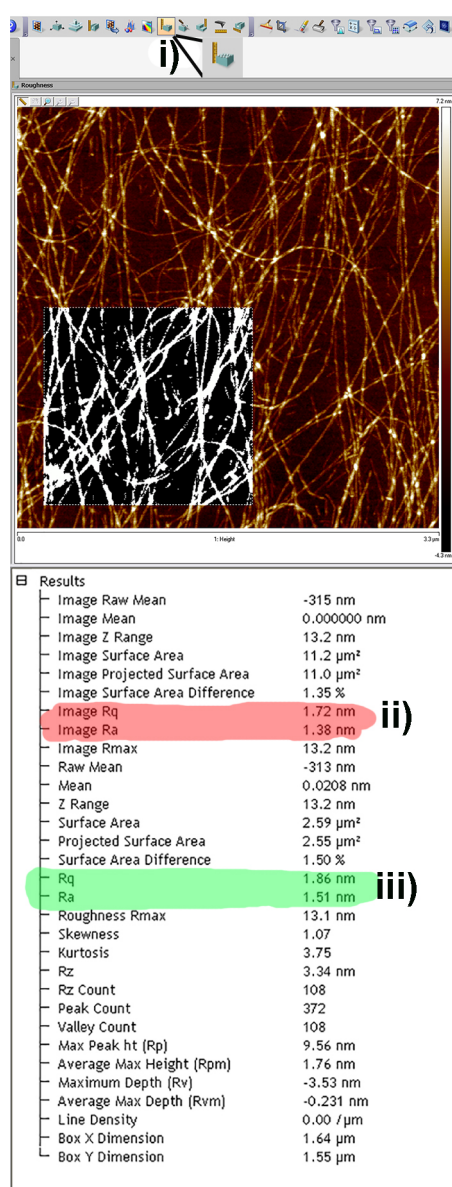 i)
Roughness
7.2 nm
0.0
1: Height
3.3 µm
-4.3 nm
Results
Image Raw Mean -315 nm
Image Mean 0.000000 nm
Image Z Range 13.2 nm
Image Surface Area 11.2 µm²
Image Projected Surface Area 11.0 µm²
Image Surface Area Difference 1.35 %
Image Rq 1.72 nm
ii)
Image Ra 1.38 nm
Image Rmax 13.2 nm
Raw Mean -313 nm
Mean 0.0208 nm
Z Range 13.2 nm
Surface Area 2.59 µm²
Projected Surface Area 2.55 µm²
Surface Area Difference 1.50 %
Rq 1.86 nm
iii)
Ra 1.51 nm
Roughness Rmax 13.1 nm
Skewness 1.07
Kurtosis 3.75
Rz 3.34 nm
Rz Count 108
Peak Count 372
Valley Count 108
Max Peak ht (Rp) 9.56 nm
Average Max Height (Rpm) 1.76 nm
Maximum Depth (Rv) -3.53 nm
Average Max Depth (Rvm) -0.231 nm
Line Density 0.00 /µm
Box X Dimension 1.64 µm
Box Y Dimension 1.55 µm